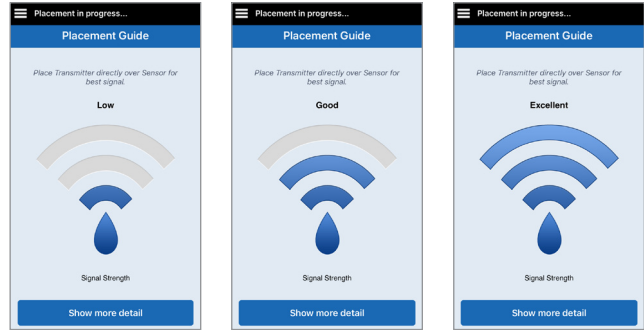 Placement in progress...
Placement Guide
Place Transmitter directly over Sensor for
best signal.
Low
Signal Strength
Show more detail
Placement in progress...
Placement Guide
Place Transmitter directly over Sensor for
best signal.
Good
Signal Strength
Show more detail
Placement in progress...
Placement Guide
Place Transmitter directly over Sensor for
best signal.
Excellent
Signal Strength
Show more detail